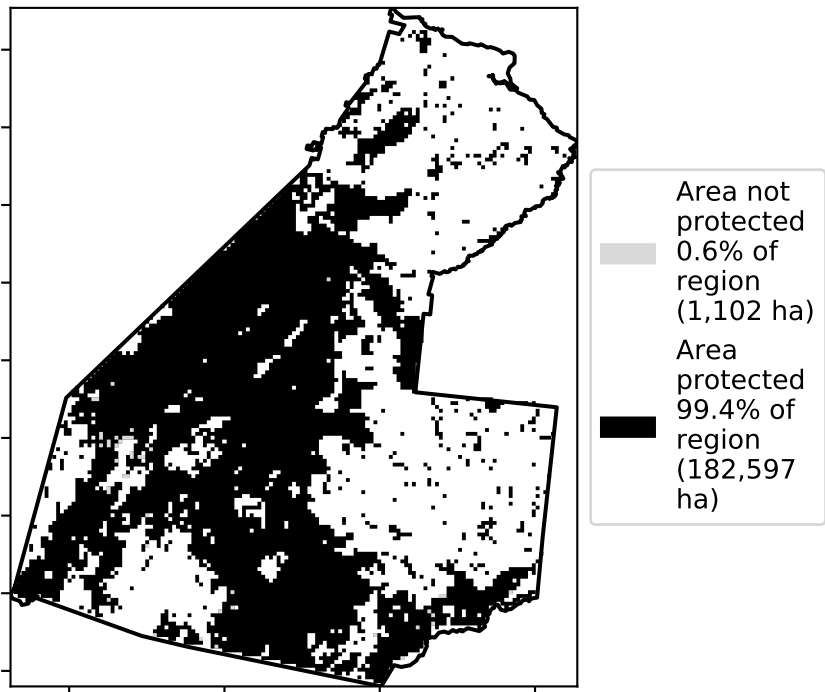 Area not
protected
0.6% of
region
(1,102 ha)
Area
protected
99.4% of
region
(182,597
ha)